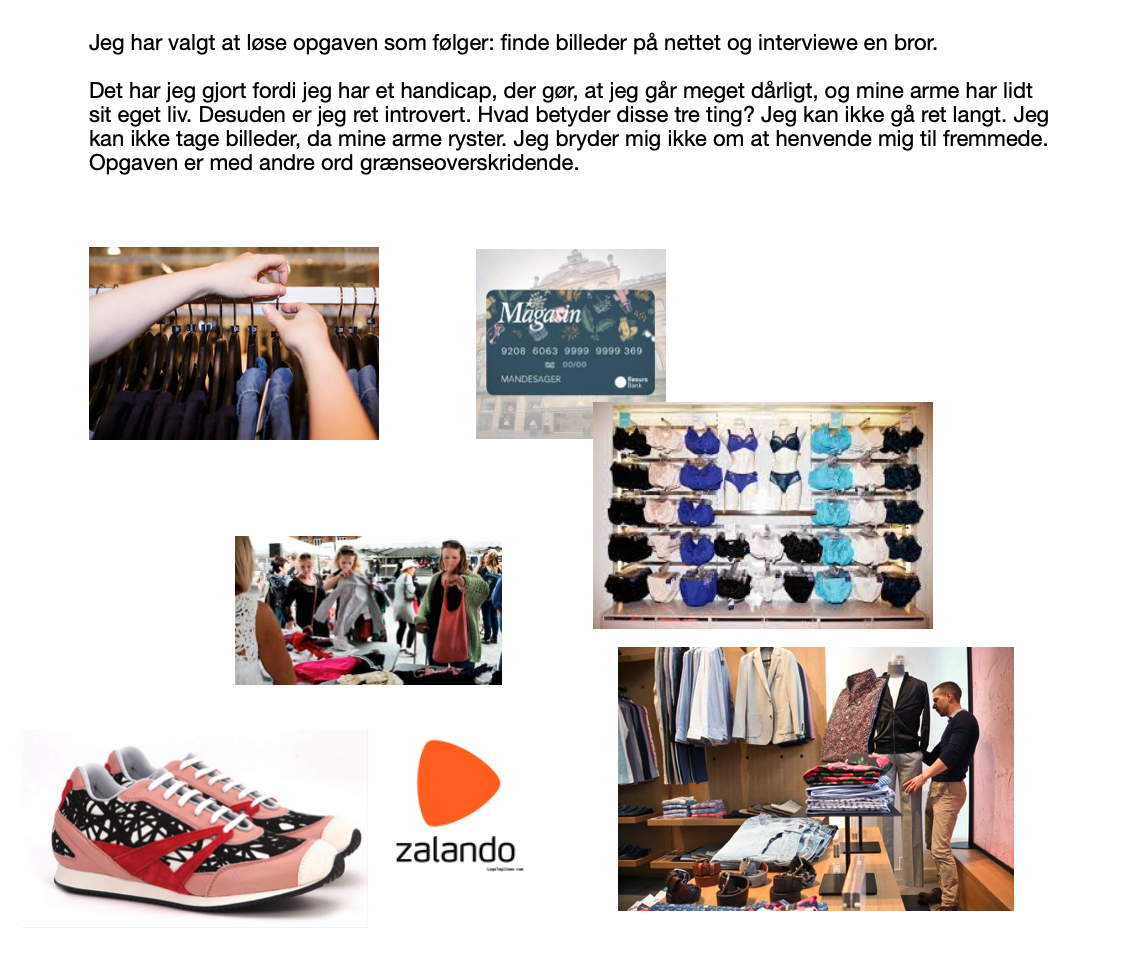 Jeg har valgt at løse opgaven som følger: finde billeder på nettet og interviewe en bror.
Det har jeg gjort fordi jeg har et handicap, der gør, at jeg går meget dårligt, og mine arme har lidt
sit eget liv. Desuden er jeg ret introvert. Hvad betyder disse tre ting? Jeg kan ikke gå ret langt. Jeg
kan ikke tage billeder, da mine arme ryster. Jeg bryder mig ikke om at henvende mig til fremmede.
Opgaven er med andre ord grænseoverskridende.
Magasin
9208 6063 9999 9999 369
00/00
MANDESAGER
Resurs
Bank
zalando